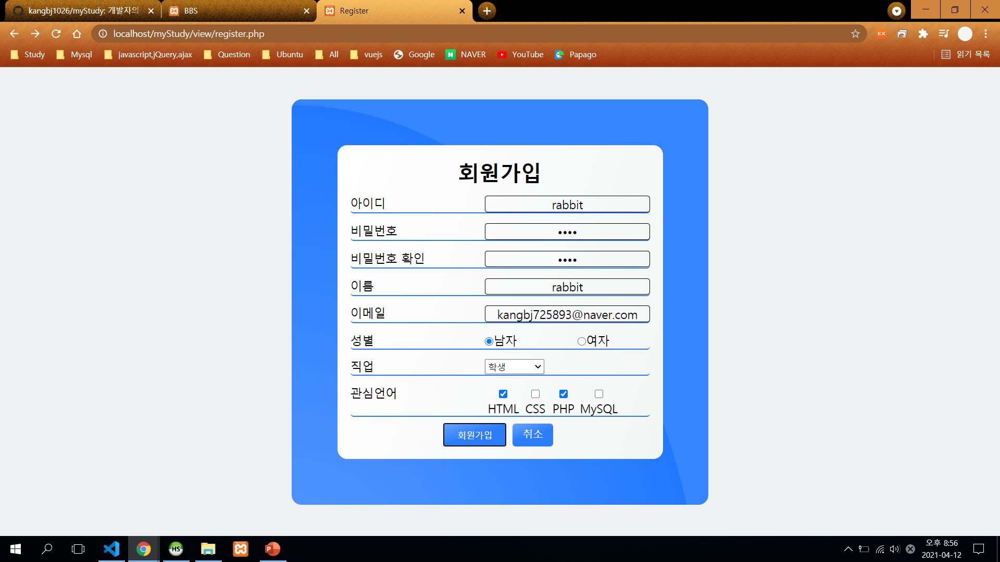 kangbj1026/myStudy: 개발자의
BBS
Register
localhost/myStudy/view/register.php
EX
Study
Mysql
javascript,jQuery,ajax
Question
Ubuntu
All
vuejs
Google
N
NAVER
YouTube
Papago
읽기 목록
회원가입
아이디 rabbit
비밀번호 ••••
비밀번호 확인 ••••
이름 rabbit
이메일 kangbj725893@naver.com
성별 남자 여자
직업 학생
관심언어
HTML CSS PHP MySQL
회원가입 취소
HS
P
오후 8:56
2021-04-12